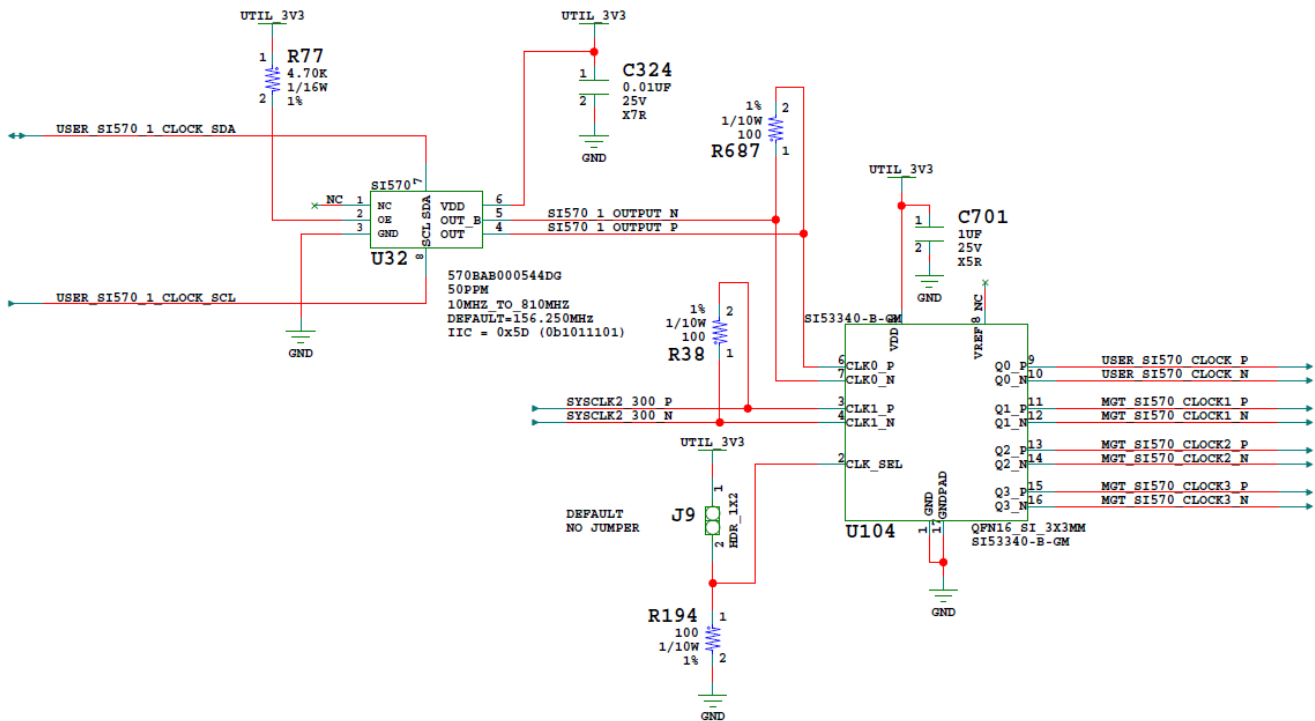 UTIL_3V3
1
R77
4.70K
1/16W
2
1%
USER_SI570_1_CLOCK_SDA
UTIL_3V3
1
C324
0.01UF
2
25V
X7R
GND
SI570
7
NC
1
NC
SDA
VDD
6
2
OE
OUT_B
5
SI570_1_OUTPUT_N
3
GND
SCL
OUT
4
SI570_1_OUTPUT_P
U32
8
570BAB000544DG
50PPM
10MHZ_TO_810MHZ
DEFAULT=156.250MHZ
IIC = 0x5D (0b1011101)
USER_SI570_1_CLOCK_SCL
GND
1%
2
1/10W
100
R687
1
UTIL_3V3
1
C701
1UF
2
25V
X5R
GND
1%
2
1/10W
100
R38
1
SI53340-B-GM
VDD
5
VREF
8
NC
6
CLK0_P
7
CLK0_N
SYSCLK2_300_P
3
CLK1_P
SYSCLK2_300_N
4
CLK1_N
2
CLK_SEL
Q0_P
9
USER_SI570_CLOCK_P
Q0_N
10
USER_SI570_CLOCK_N
Q1_P
11
MGT_SI570_CLOCK1_P
Q1_N
12
MGT_SI570_CLOCK1_N
Q2_P
13
MGT_SI570_CLOCK2_P
Q2_N
14
MGT_SI570_CLOCK2_N
Q3_P
15
MGT_SI570_CLOCK3_P
Q3_N
16
MGT_SI570_CLOCK3_N
GND
GNDPAD
1
17
U104
QFN16_SI_3X3MM
SI53340-B-GM
GND
UTIL_3V3
1
DEFAULT
NO JUMPER
J9
HDR_1X2
2
R194
1
100
1/10W
1%
2
GND